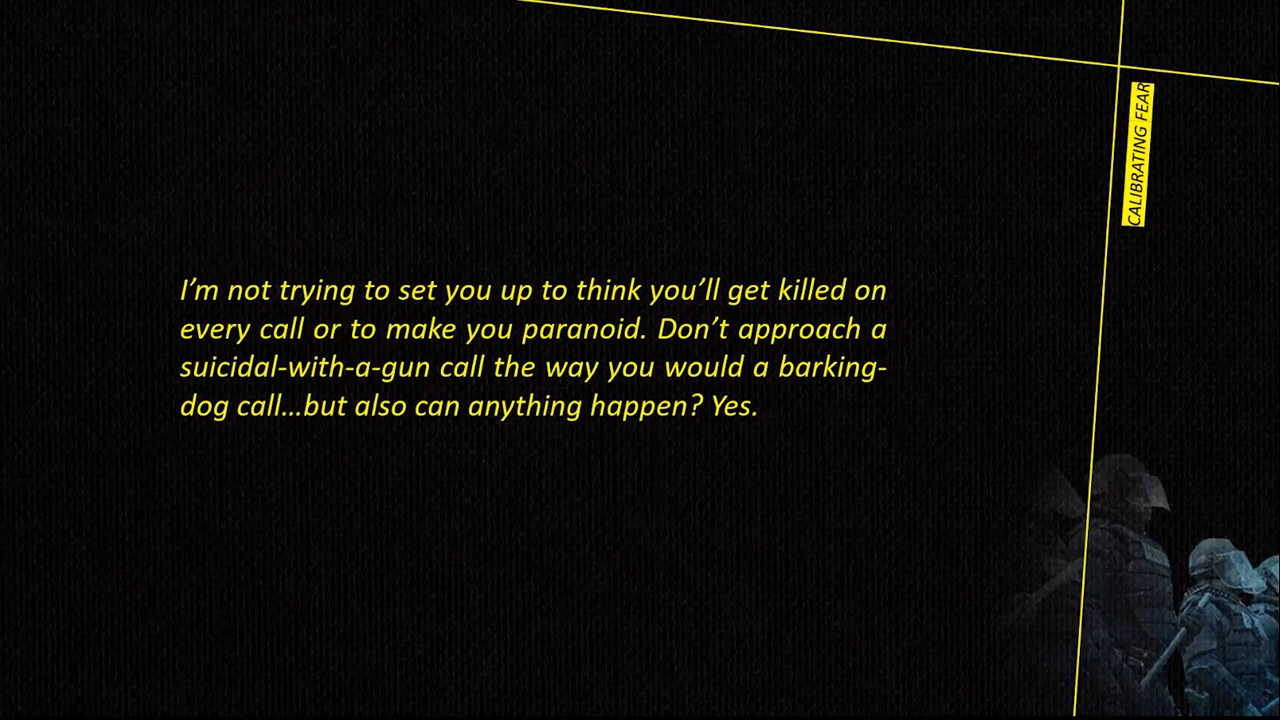 CALIBRATING FEAR
I’m not trying to set you up to think you’ll get killed on
every call or to make you paranoid. Don’t approach a
suicidal-with-a-gun call the way you would a barking-
dog call…but also can anything happen? Yes.